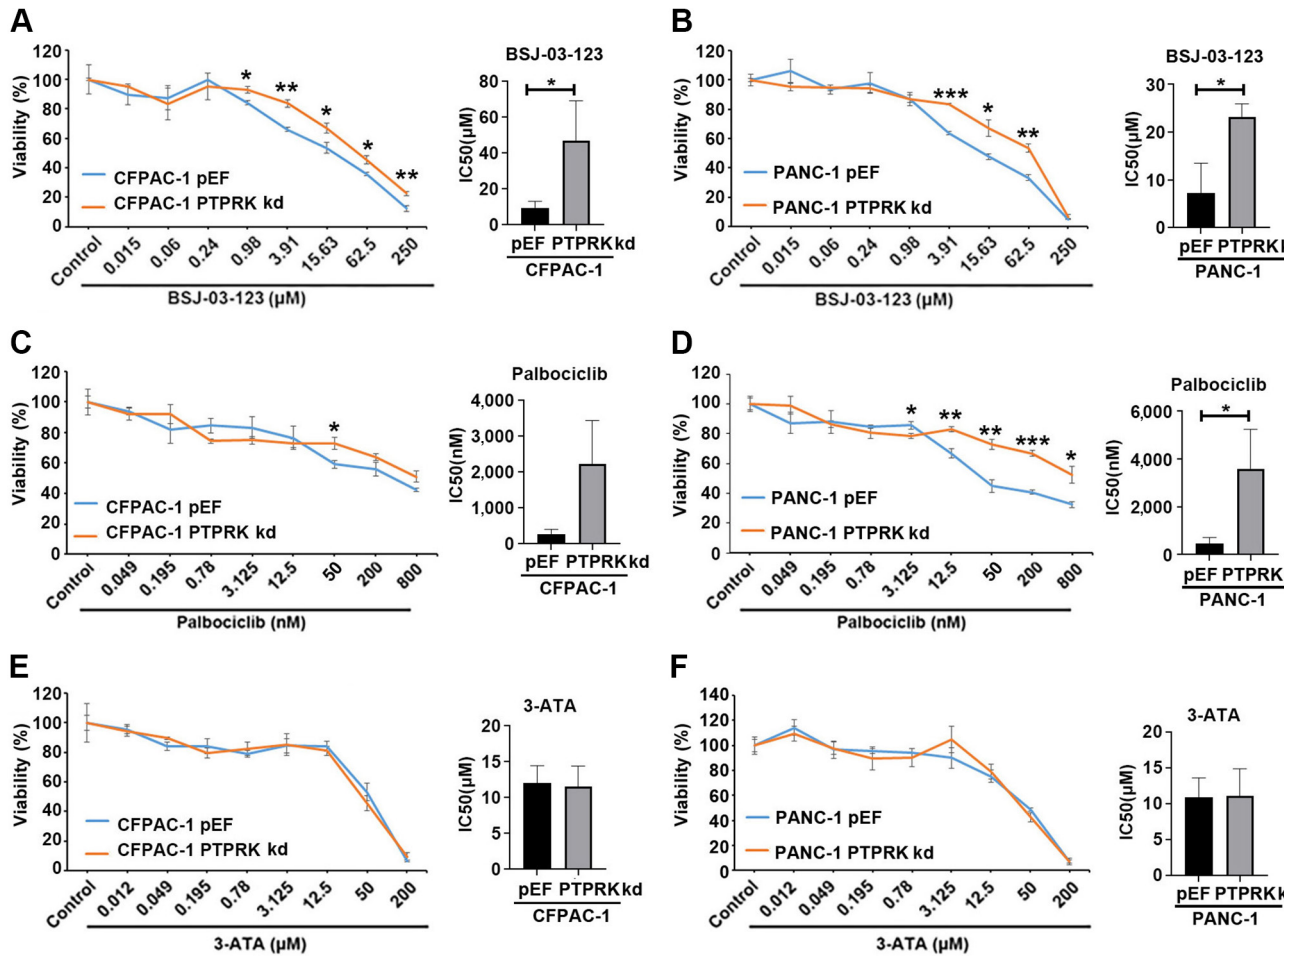 A
120
100
80
60
40
20
0
Viability (%)
* ** * * **
CFPAC-1 pEF
CFPAC-1 PTPRK kd
Control 0.015 0.06 0.24 0.98 3.91 15.63 62.5 250
BSJ-03-123 (µM)
BSJ-03-123
80
60
40
20
0
IC50(µM)
*
pEF PTPRK kd
CFPAC-1
B
120
100
80
60
40
20
0
Viability (%)
*** * **
PANC-1 pEF
PANC-1 PTPRK kd
Control 0.015 0.06 0.24 0.98 3.91 15.63 62.5 250
BSJ-03-123 (µM)
BSJ-03-123
30
20
10
0
IC50(µM)
*
pEF PTPRK
PANC-1
C
120
100
80
60
40
20
0
Viability (%)
*
CFPAC-1 pEF
CFPAC-1 PTPRK kd
Control 0.049 0.195 0.78 3.125 12.5 50 200 800
Palbociclib (nM)
Palbociclib
4,000
3,000
2,000
1,000
0
IC50(nM)
pEF PTPRK kd
CFPAC-1
D
120
100
80
60
40
20
0
Viability (%)
* ** ** *** *
PANC-1 pEF
PANC-1 PTPRK kd
Control 0.049 0.195 0.78 3.125 12.5 50 200 800
Palbociclib (nM)
Palbociclib
6,000
4,000
2,000
0
IC50(nM)
*
pEF PTPRK
PANC-1
E
120
100
80
60
40
20
0
Viability (%)
CFPAC-1 pEF
CFPAC-1 PTPRK kd
Control 0.012 0.049 0.195 0.78 3.125 12.5 50 200
3-ATA (µM)
3-ATA
20
15
10
5
0
IC50(µM)
pEF PTPRK kd
CFPAC-1
F
140
120
100
80
60
40
20
0
Viability (%)
PANC-1 pEF
PANC-1 PTPRK kd
Control 0.012 0.049 0.195 0.78 3.125 12.5 50 200
3-ATA (µM)
3-ATA
20
15
10
5
0
IC50(µM)
pEF PTPRK
PANC-1